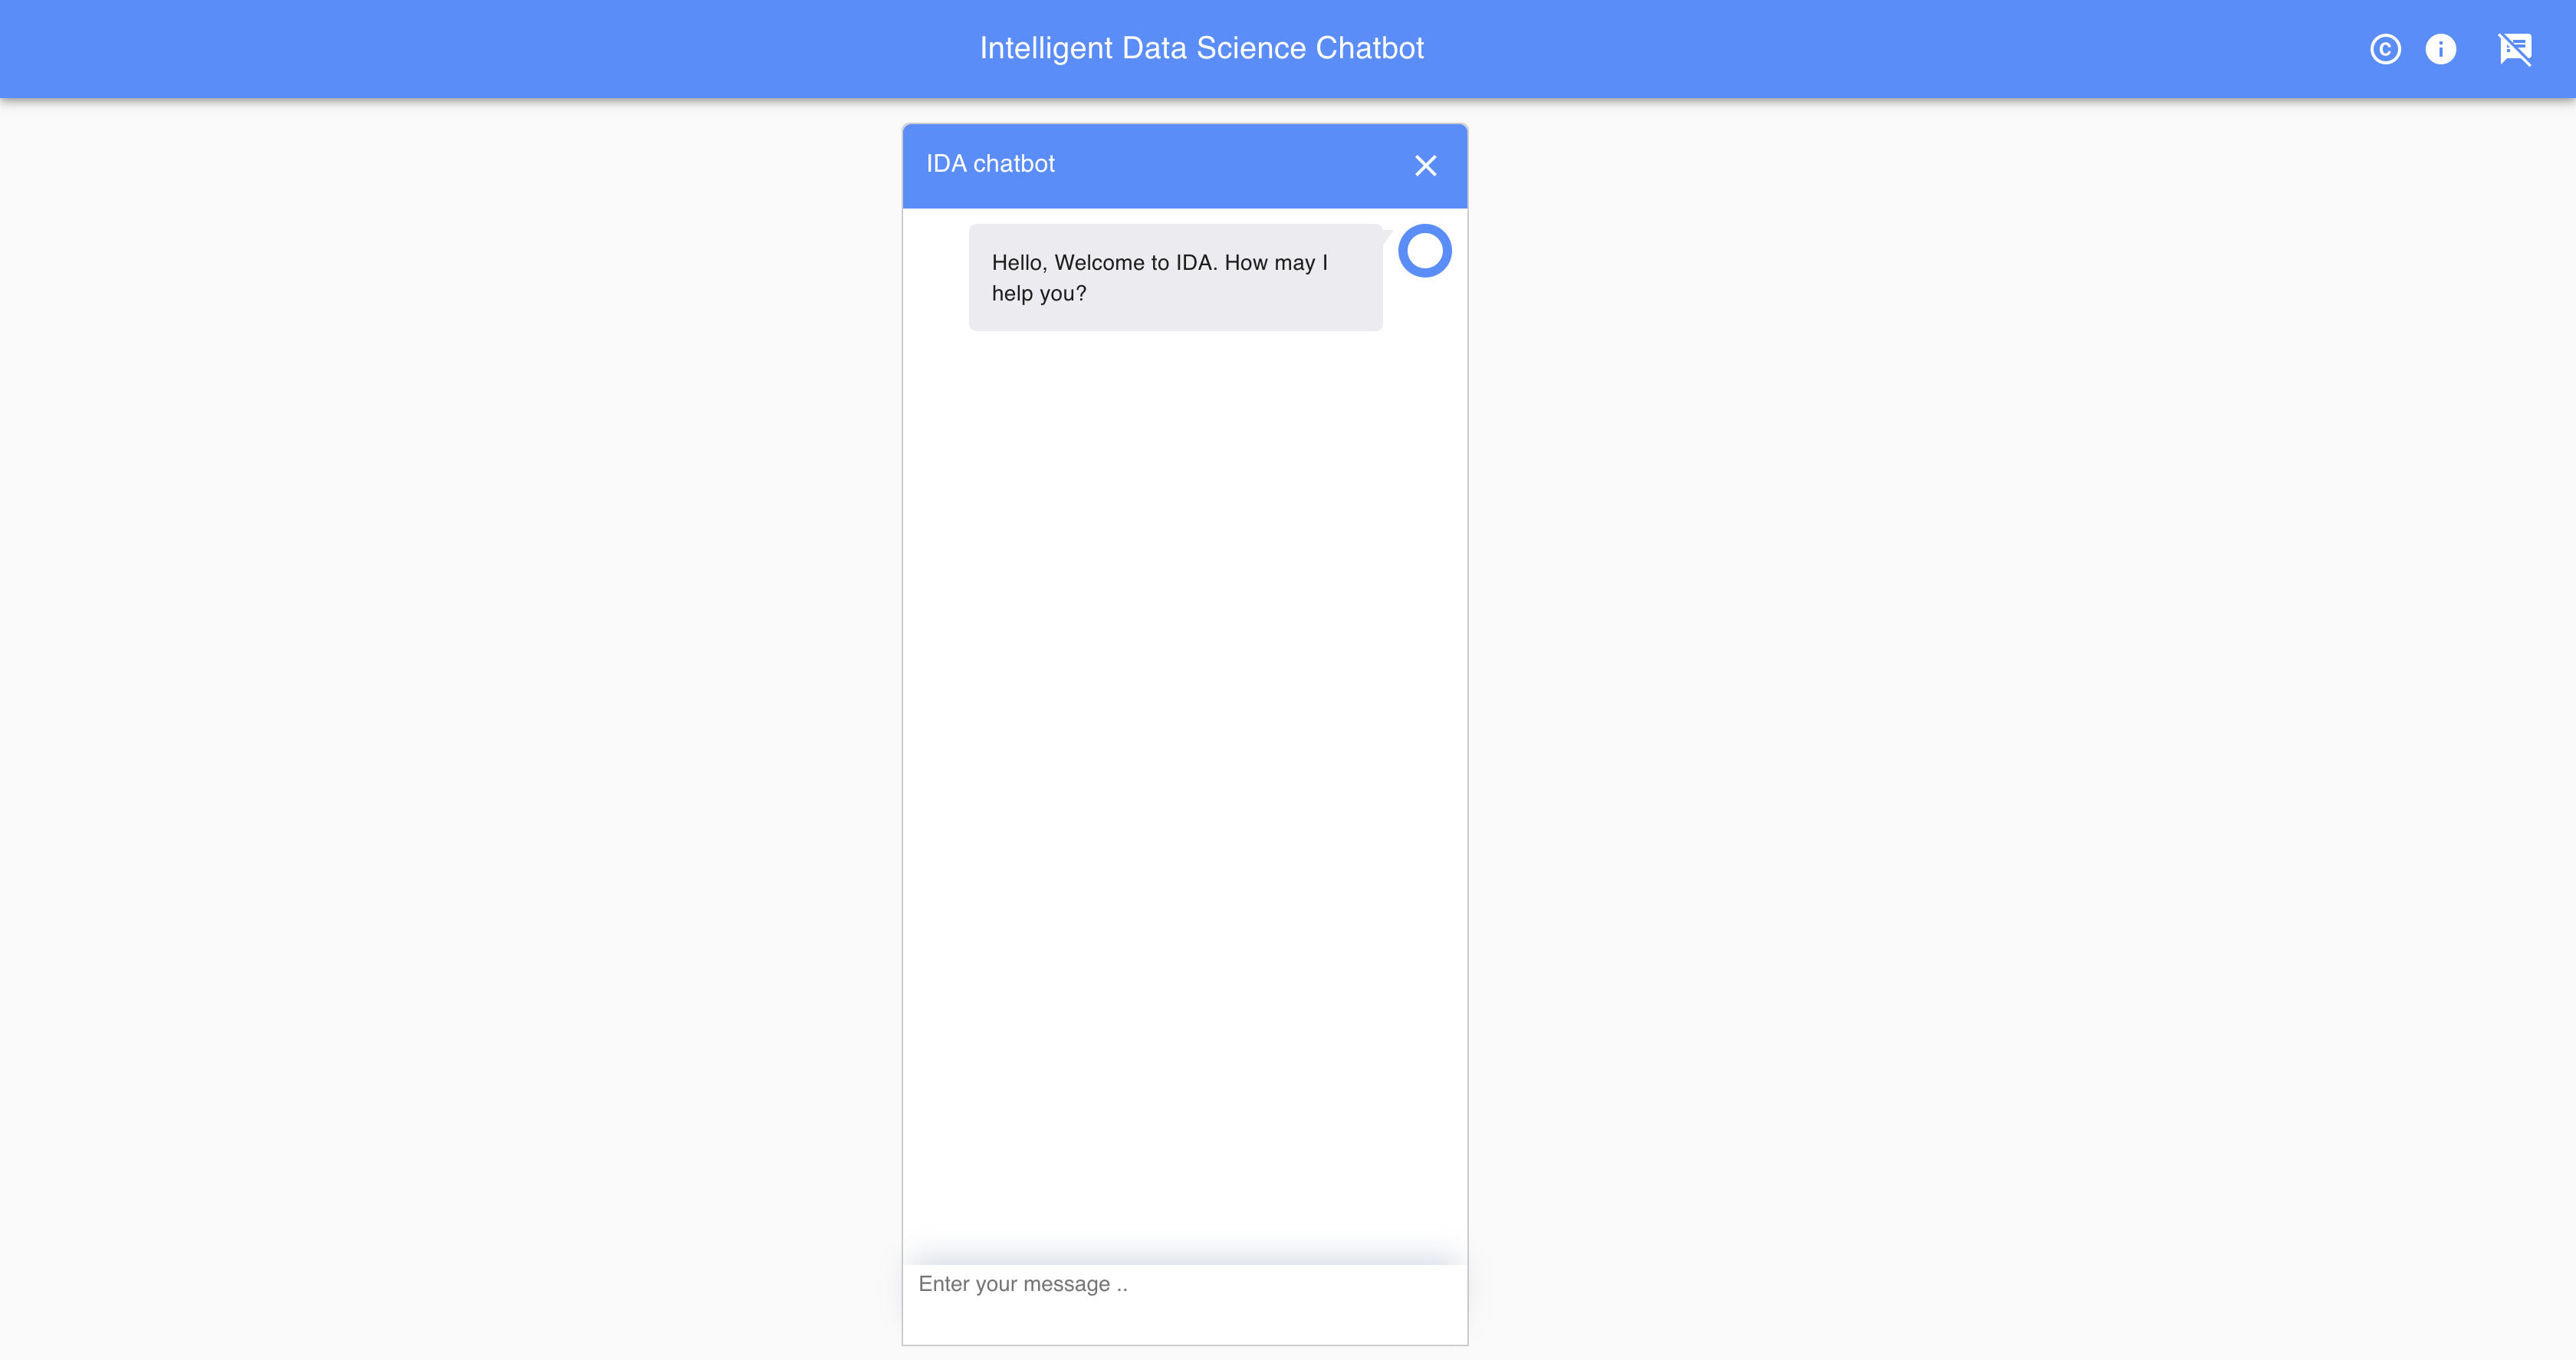 Intelligent Data Science Chatbot
IDA chatbot
Hello, Welcome to IDA. How may I
help you?
Enter your message ..